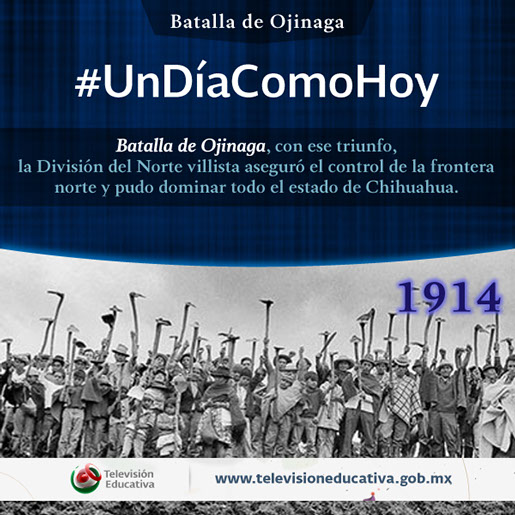 Batalla de Ojinaga
#UnDíaComoHoy
Batalla de Ojinaga, con ese triunfo,
la División del Norte villista aseguró el control de la frontera
norte y pudo dominar todo el estado de Chihuahua.
1914
Televisión
Educativa
www.televisioneducativa.gob.mx